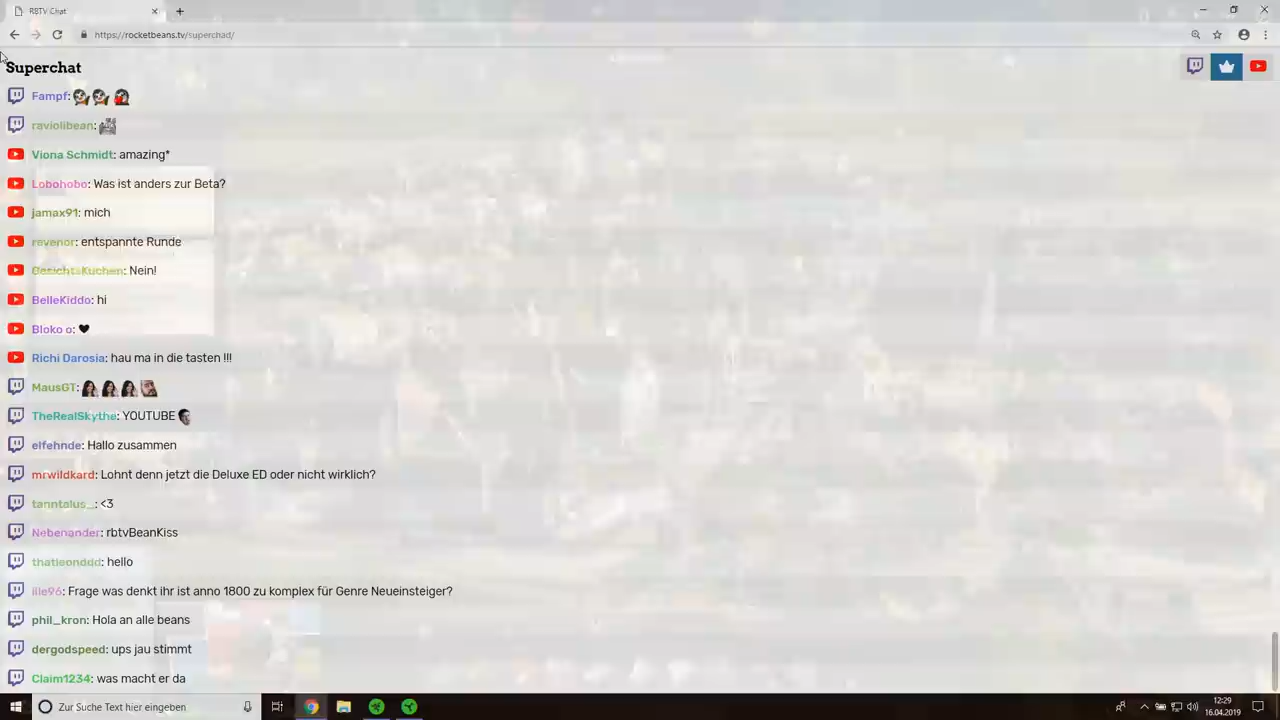 RBTV Chat
https://rocketbeans.tv/superchad/
Superchat
Fampf:
raviolibean:
Viona Schmidt: amazing*
Lobohobo: Was ist anders zur Beta?
jamax91: mich
revenor: entspannte Runde
Gesicht Kuchen: Nein!
BelleKiddo: hi
Bloko o: ♥
Richi Darosia: hau ma in die tasten !!!
MausGT:
TheRealSkythe: YOUTUBE
elfehnde: Hallo zusammen
mrwildkard: Lohnt denn jetzt die Deluxe ED oder nicht wirklich?
tanntalus_: <3
Nebenander: rbtvBeanKiss
thatleonddd: hello
: Frage was denkt ihr ist anno 1800 zu komplex für Genre Neueinsteiger?
phil_kron: Hola an alle beans
dergodspeed: ups jau stimmt
Claim1234: was macht er da
Zur Suche Text hier eingeben
12:29
16.04.2019